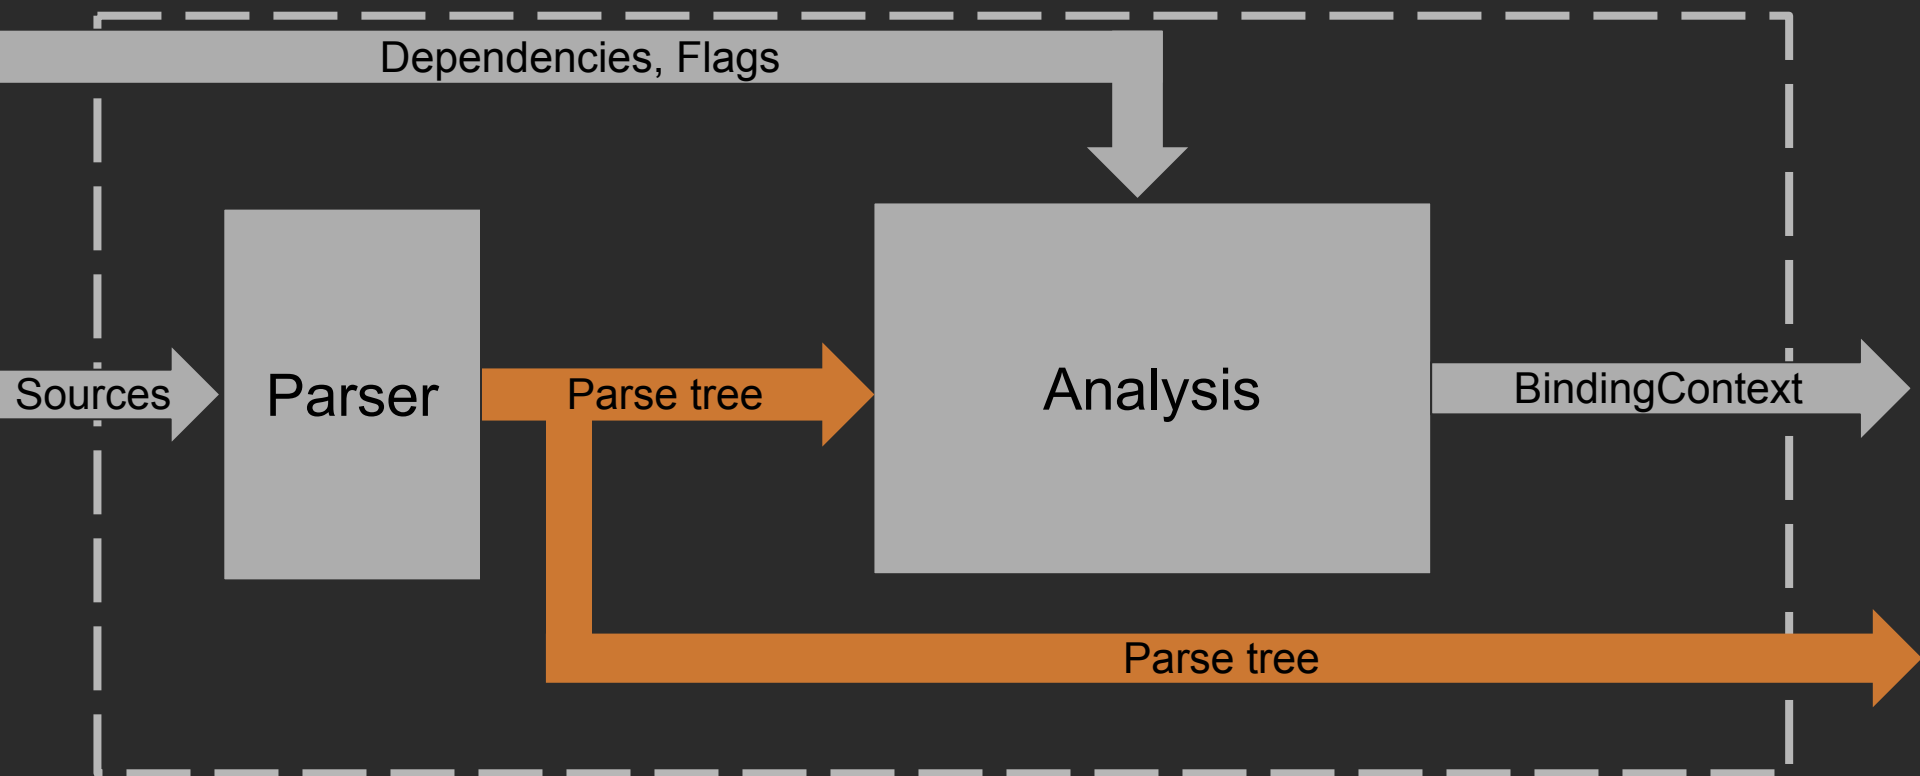 Dependencies, Flags
Sources
Parser
Parse tree
Analysis
BindingContext
Parse tree